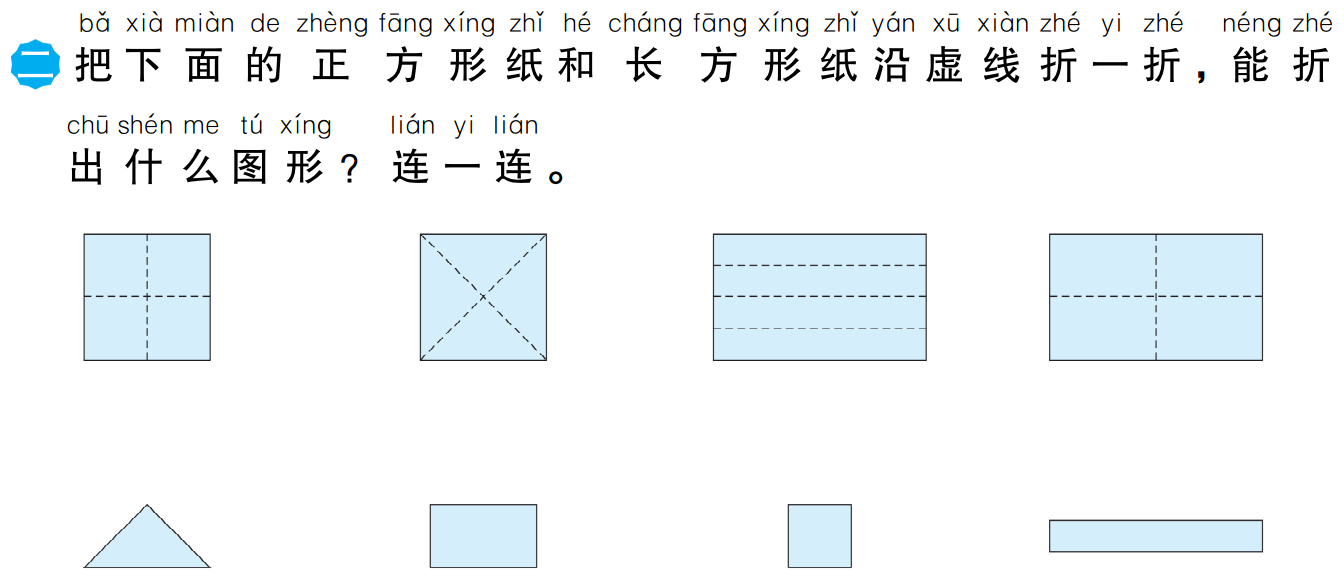 bǎ xià miàn de zhèng fāng xíng zhǐ hé cháng fāng xíng zhǐ yán xū xiàn zhé yi zhé néng zhé
二 把下面的正方形纸和长方形纸沿虚线折一折，能折
chū shén me tú xíng lián yi lián
出什么图形？连一连。